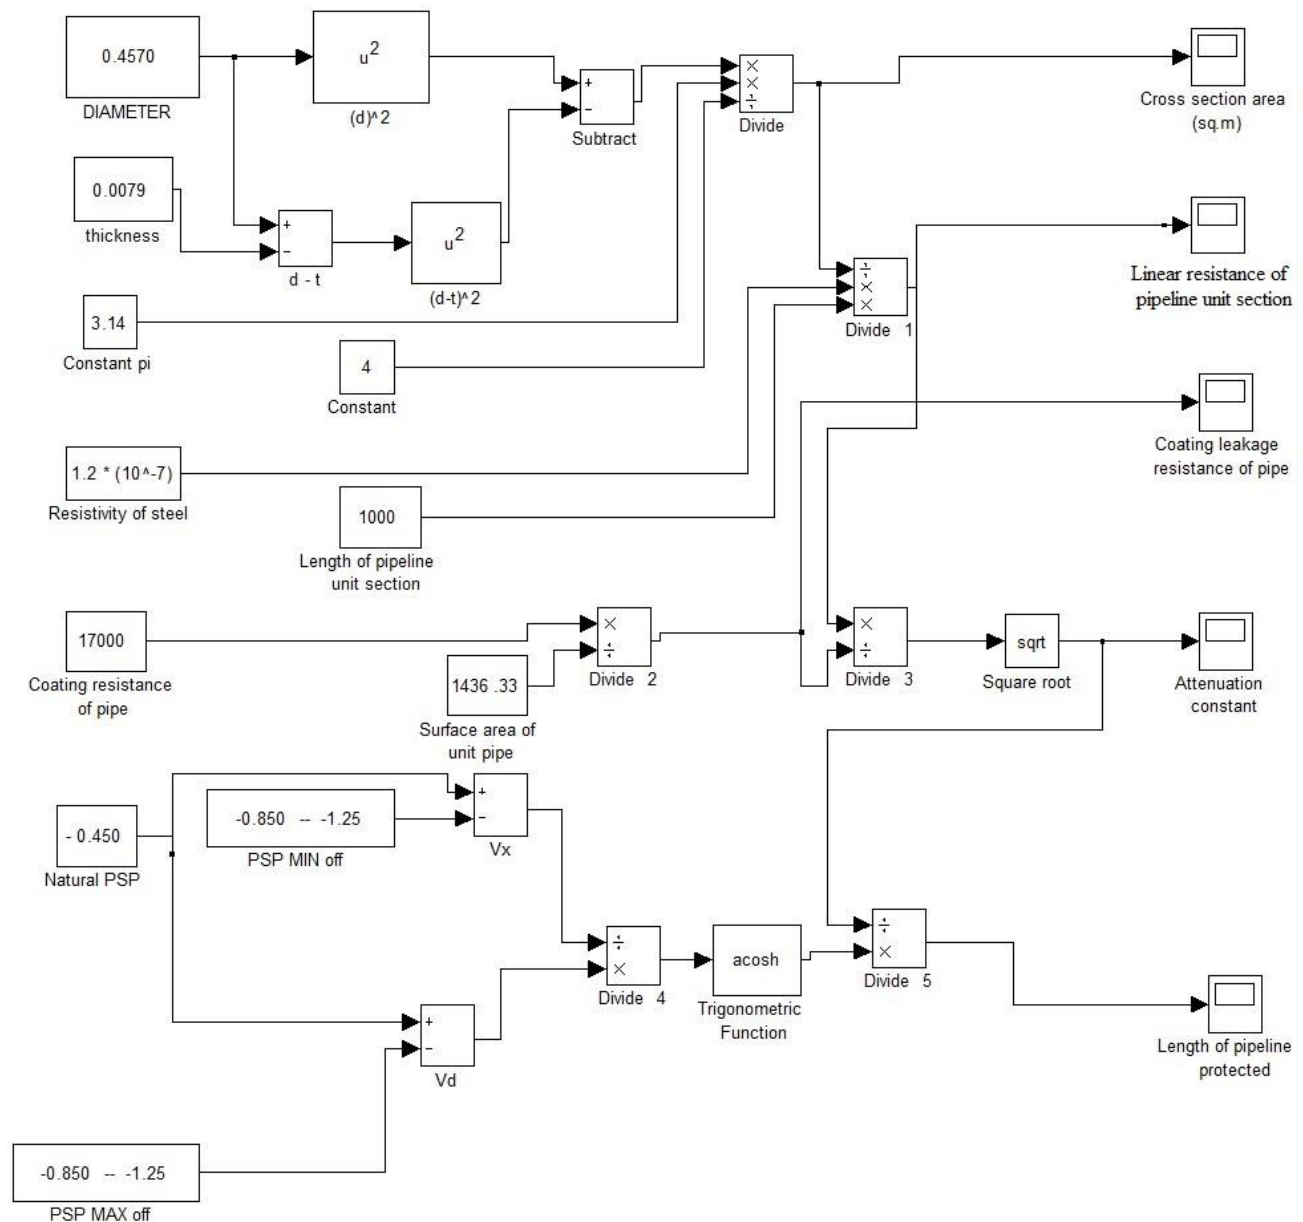 0.4570
DIAMETER
u2
(d)^2
+
−
Subtract
×
×
÷
Divide
Cross section area
(sq.m)
0.0079
thickness
+
−
d - t
u2
(d-t)^2
Linear resistance of
pipeline unit section
÷
×
×
Divide 1
3.14
Constant pi
4
Constant
Coating leakage
resistance of pipe
1.2 * (10^-7)
Resistivity of steel
1000
Length of pipeline
unit section
17000
Coating resistance
of pipe
×
÷
Divide 2
1436 .33
Surface area of
unit pipe
×
÷
Divide 3
sqrt
Square root
Attenuation
constant
- 0.450
Natural PSP
-0.850 -- -1.25
PSP MIN off
+
−
Vx
÷
×
Divide 4
acosh
Trigonometric
Function
÷
×
Divide 5
Length of pipeline
protected
+
−
Vd
-0.850 -- -1.25
PSP MAX off